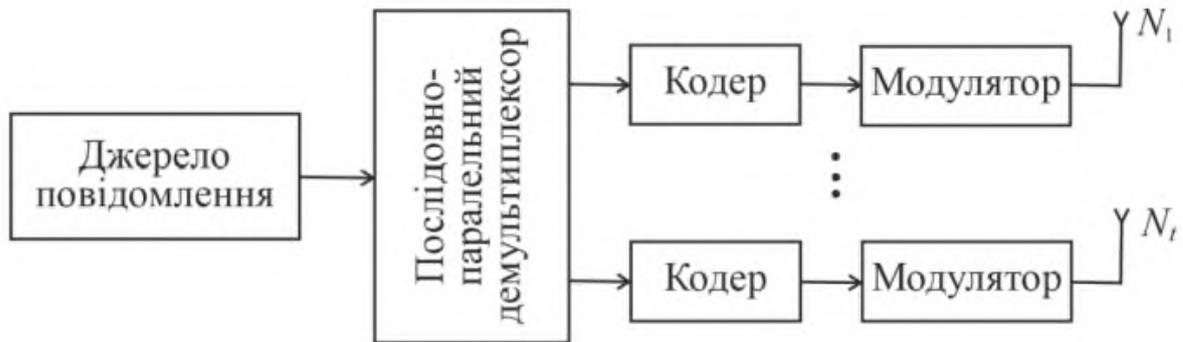 Джерело
повідомлення
Послідовно-
паралельний
демультиплексор
Кодер
Модулятор
N₁
Кодер
Модулятор
Nₜ